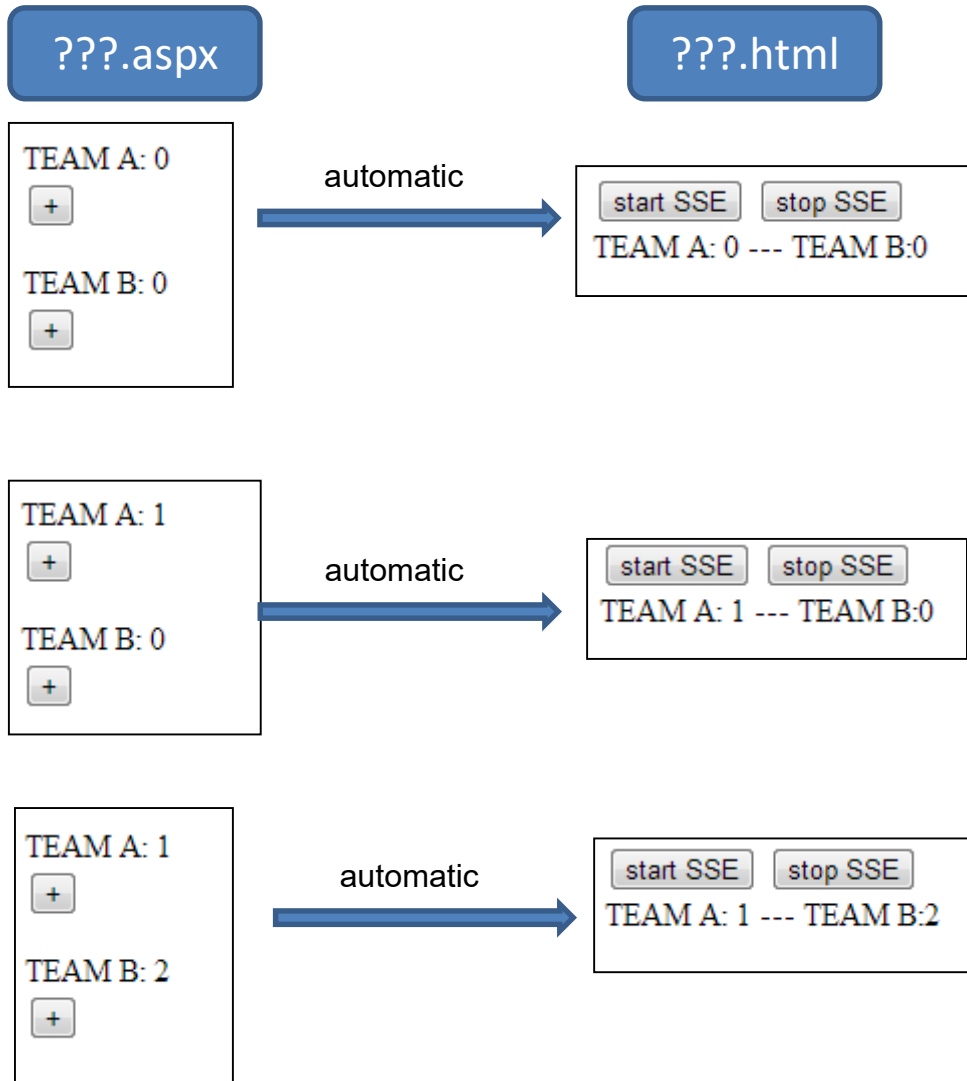 ???.aspx
???.html
TEAM A: 0
+
TEAM B: 0
+
automatic
start SSE stop SSE
TEAM A: 0 --- TEAM B:0
TEAM A: 1
+
TEAM B: 0
+
automatic
start SSE stop SSE
TEAM A: 1 --- TEAM B:0
TEAM A: 1
+
TEAM B: 2
+
automatic
start SSE stop SSE
TEAM A: 1 --- TEAM B:2